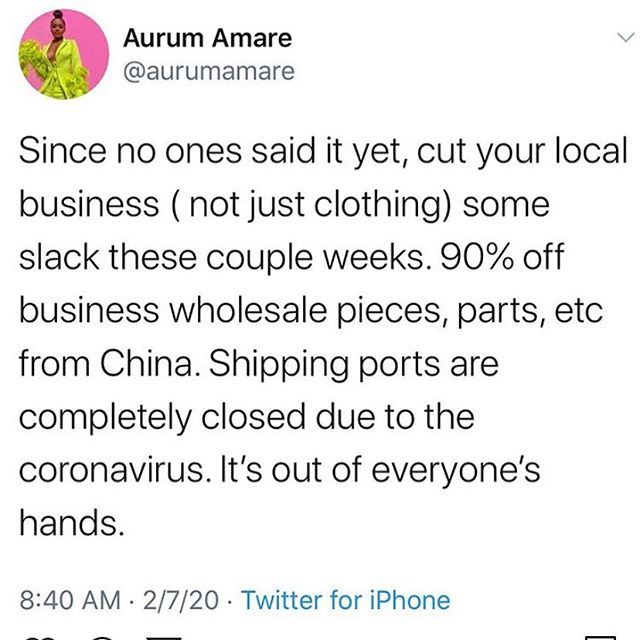 Aurum Amare
@aurumamare
Since no ones said it yet, cut your local
business ( not just clothing) some
slack these couple weeks. 90% off
business wholesale pieces, parts, etc
from China. Shipping ports are
completely closed due to the
coronavirus. It’s out of everyone’s
hands.
8:40 AM · 2/7/20 · Twitter for iPhone